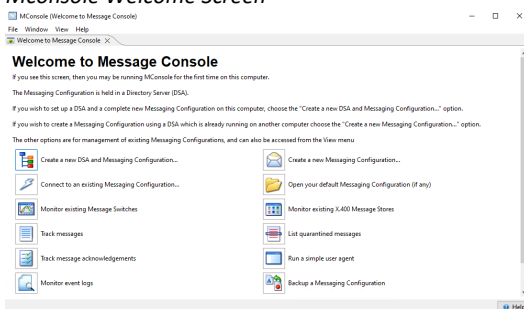 MConsole Welcome Screen
MConsole (Welcome to Message Console)
File Window View Help
Welcome to Message Console
Welcome to Message Console
If you see this screen, then you may be running MConsole for the first time on this computer.
The Messaging Configuration is held in a Directory Server (DSA).
If you wish to set up a DSA and a complete new Messaging Configuration on this computer, choose the "Create a new DSA and Messaging Configuration..." option.
If you wish to create a Messaging Configuration using a DSA which is already running on another computer choose the "Create a new Messaging Configuration..." option.
The other options are for management of existing Messaging Configurations, and can also be accessed from the View menu
Create a new DSA and Messaging Configuration...
Create a new Messaging Configuration...
Connect to an existing Messaging Configuration...
Open your default Messaging Configuration (if any)
Monitor existing Message Switches
Monitor existing X.400 Message Stores
Track messages
List quarantined messages
Track message acknowledgements
Run a simple user agent
Monitor event logs
Backup a Messaging Configuration
Help